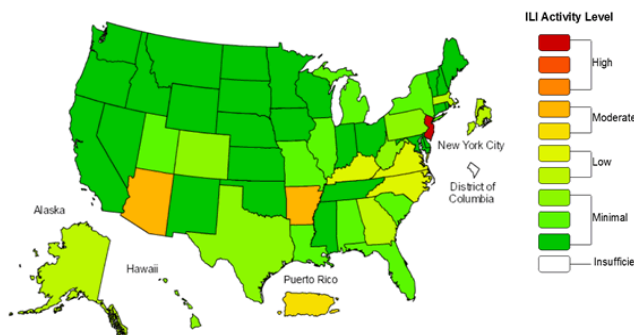 ILI Activity Level
High
Moderate
Low
Minimal
Insufficie
New York City
District of
Columbia
Alaska
Hawaii
Puerto Rico